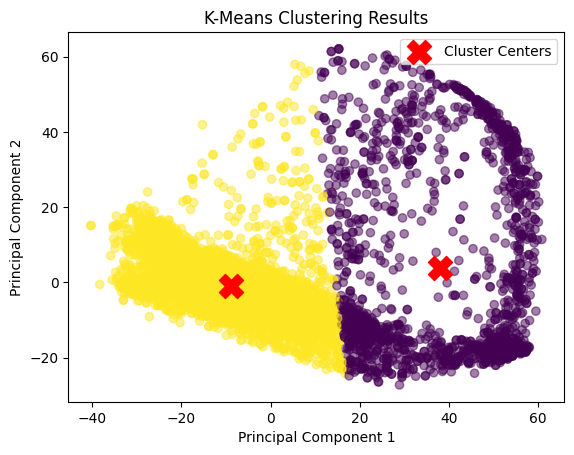 K-Means Clustering Results
Cluster Centers
Principal Component 2
60
40
20
0
−20
−40
−20
0
20
40
60
Principal Component 1